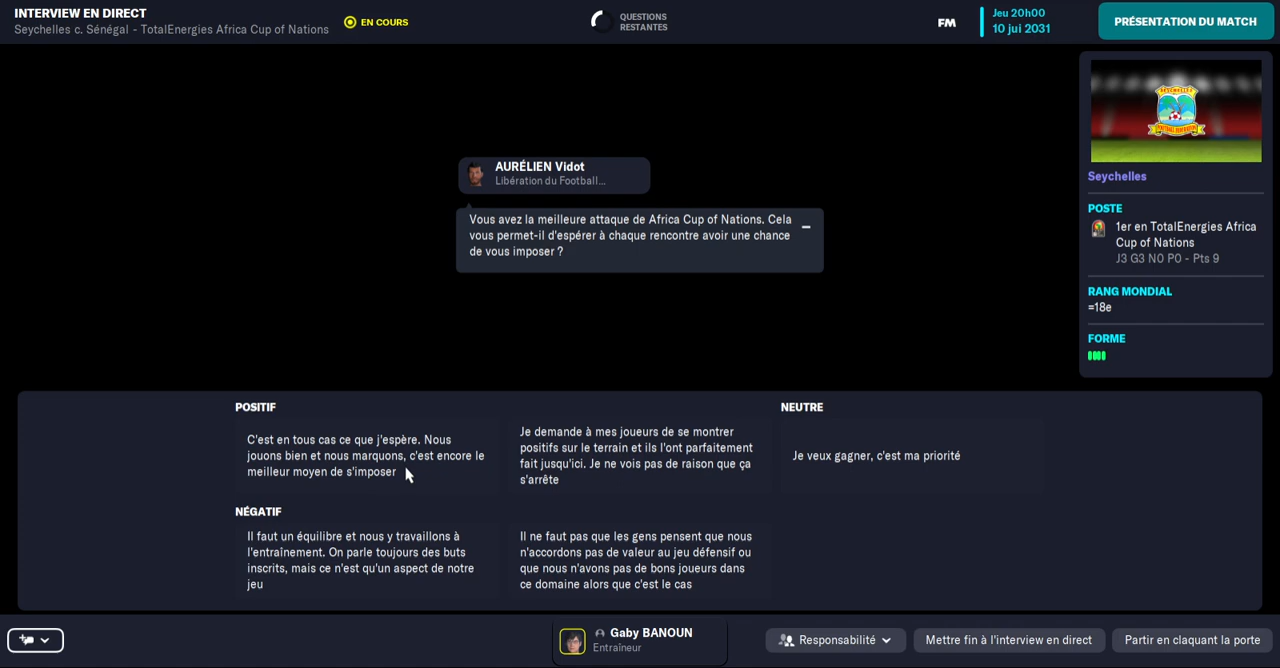 INTERVIEW EN DIRECT
Seychelles c. Sénégal - TotalEnergies Africa Cup of Nations
EN COURS
QUESTIONS
RESTANTES
FM
Jeu 20h00
10 jui 2031
PRÉSENTATION DU MATCH
SEYCHELLES
Seychelles
POSTE
1er en TotalEnergies Africa
Cup of Nations
J3 G3 N0 P0 - Pts 9
RANG MONDIAL
=18e
FORME
AURÉLIEN Vidot
Libération du Football...
Vous avez la meilleure attaque de Africa Cup of Nations. Cela
vous permet-il d'espérer à chaque rencontre avoir une chance
de vous imposer ?
POSITIF
C'est en tous cas ce que j'espère. Nous
jouons bien et nous marquons, c'est encore le
meilleur moyen de s'imposer
Je demande à mes joueurs de se montrer
positifs sur le terrain et ils l'ont parfaitement
fait jusqu'ici. Je ne vois pas de raison que ça
s'arrête
NEUTRE
Je veux gagner, c'est ma priorité
NÉGATIF
Il faut un équilibre et nous y travaillons à
l'entraînement. On parle toujours des buts
inscrits, mais ce n'est qu'un aspect de notre
jeu
Il ne faut pas que les gens pensent que nous
n'accordons pas de valeur au jeu défensif ou
que nous n'avons pas de bons joueurs dans
ce domaine alors que c'est le cas
Gaby BANOUN
Entraîneur
Responsabilité
Mettre fin à l'interview en direct
Partir en claquant la porte